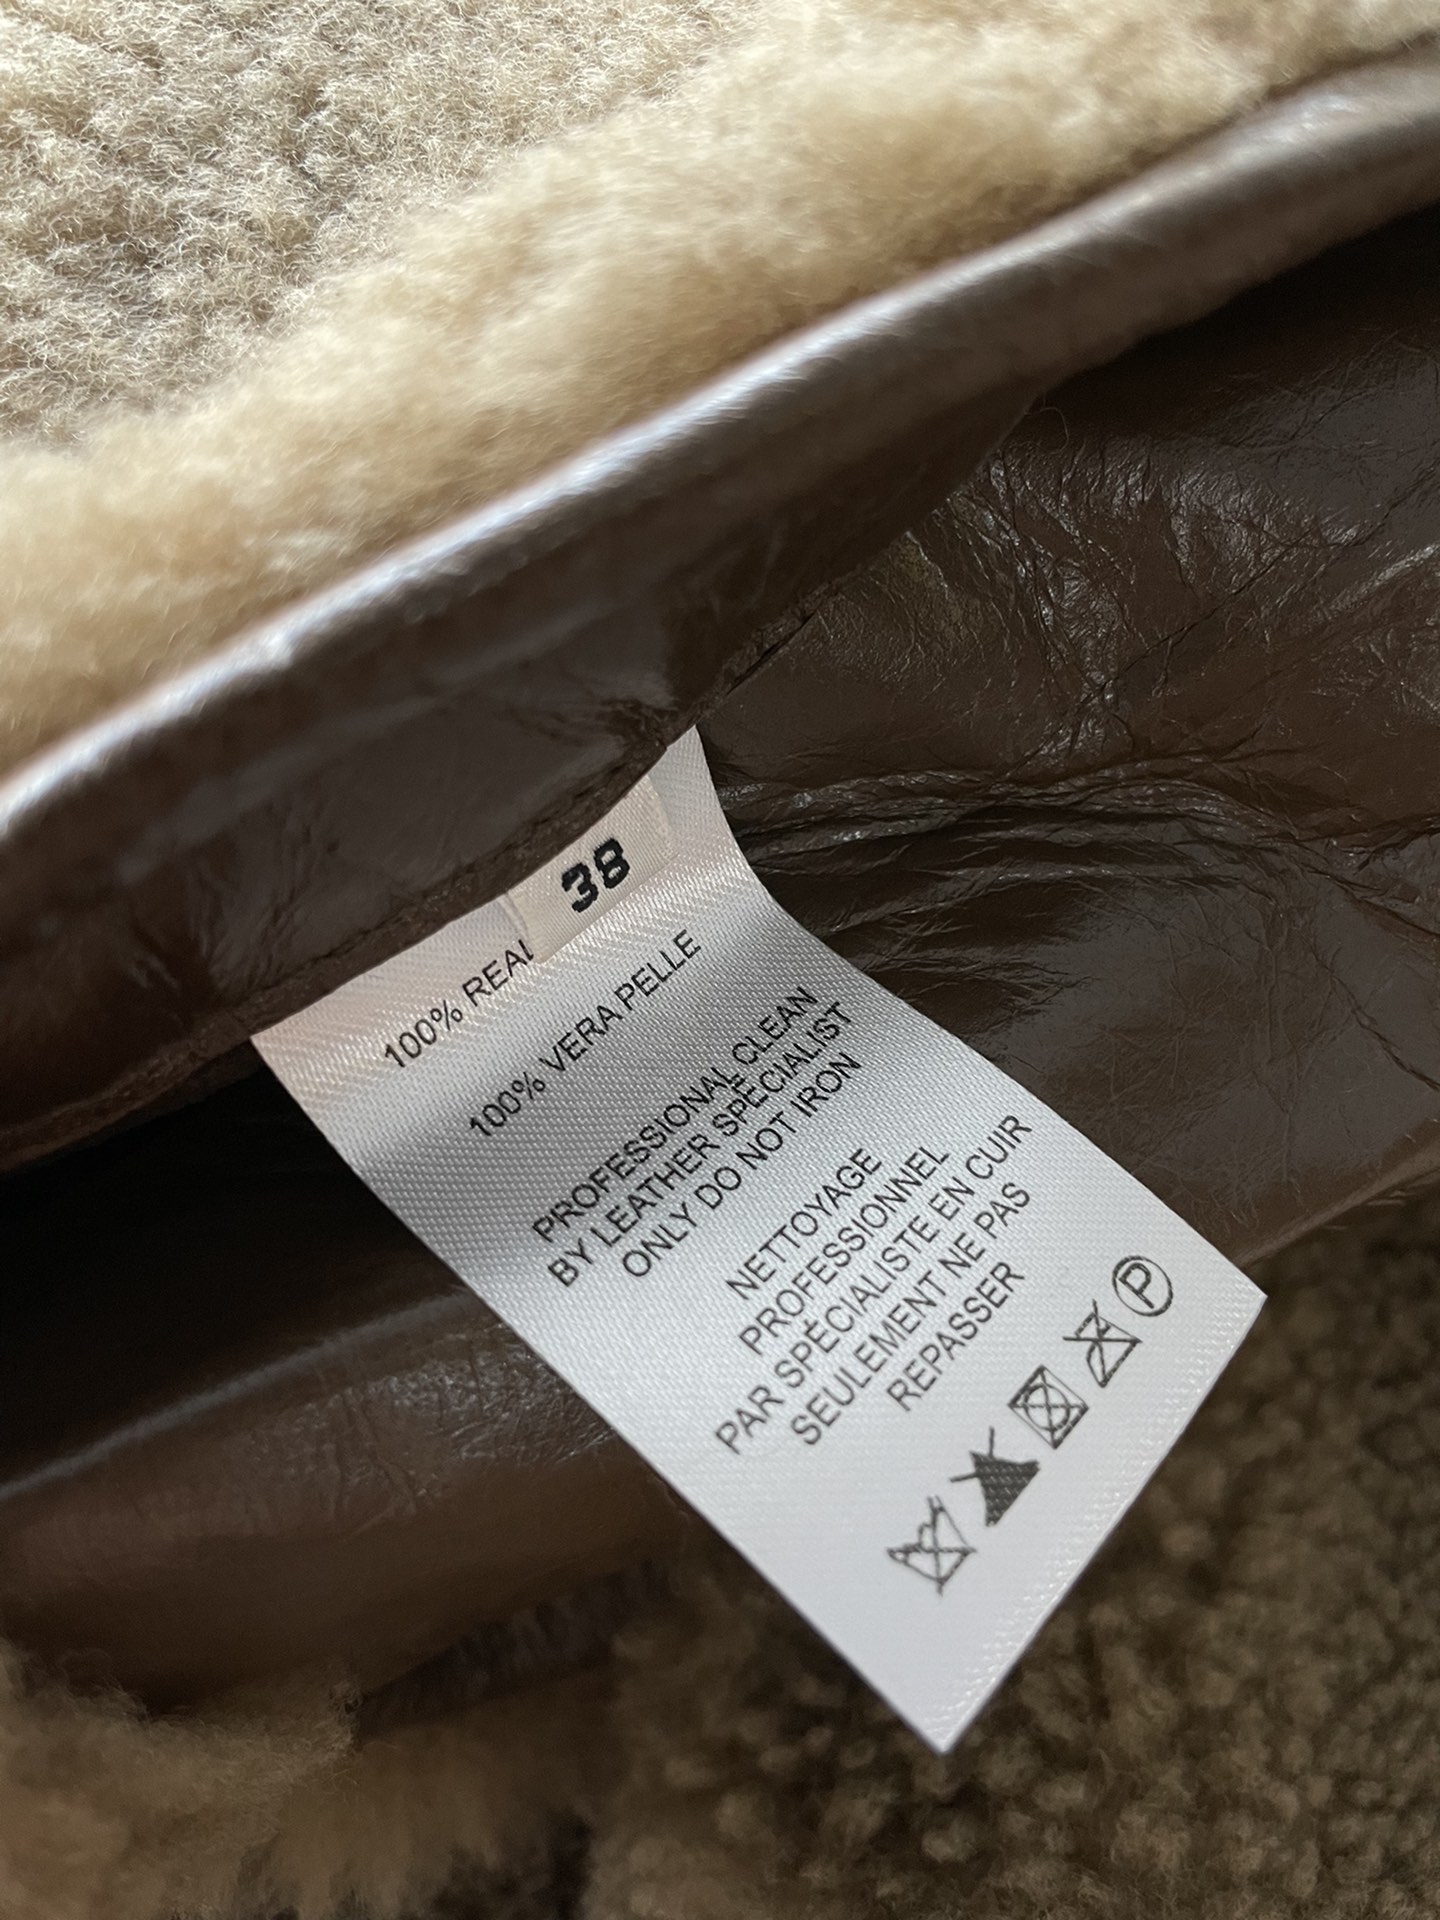 38
100% REAL
100% VERA PELLE
PROFESSIONAL CLEAN
BY LEATHER SPECIALIST
ONLY DO NOT IRON
NETTOYAGE
PROFESSIONNEL
PAR SPÉCIALISTE EN CUIR
SEULEMENT NE PAS
REPASSER
P